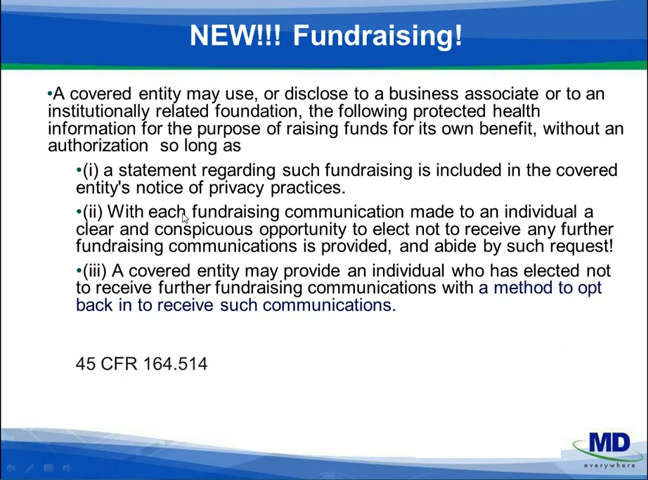 NEW!!! Fundraising!
•A covered entity may use, or disclose to a business associate or to an
institutionally related foundation, the following protected health
information for the purpose of raising funds for its own benefit, without an
authorization so long as
•(i) a statement regarding such fundraising is included in the covered
entity's notice of privacy practices.
•(ii) With each fundraising communication made to an individual a
clear and conspicuous opportunity to elect not to receive any further
fundraising communications is provided, and abide by such request!
•(iii) A covered entity may provide an individual who has elected not
to receive further fundraising communications with a method to opt
back in to receive such communications.
45 CFR 164.514
MD
everywhere